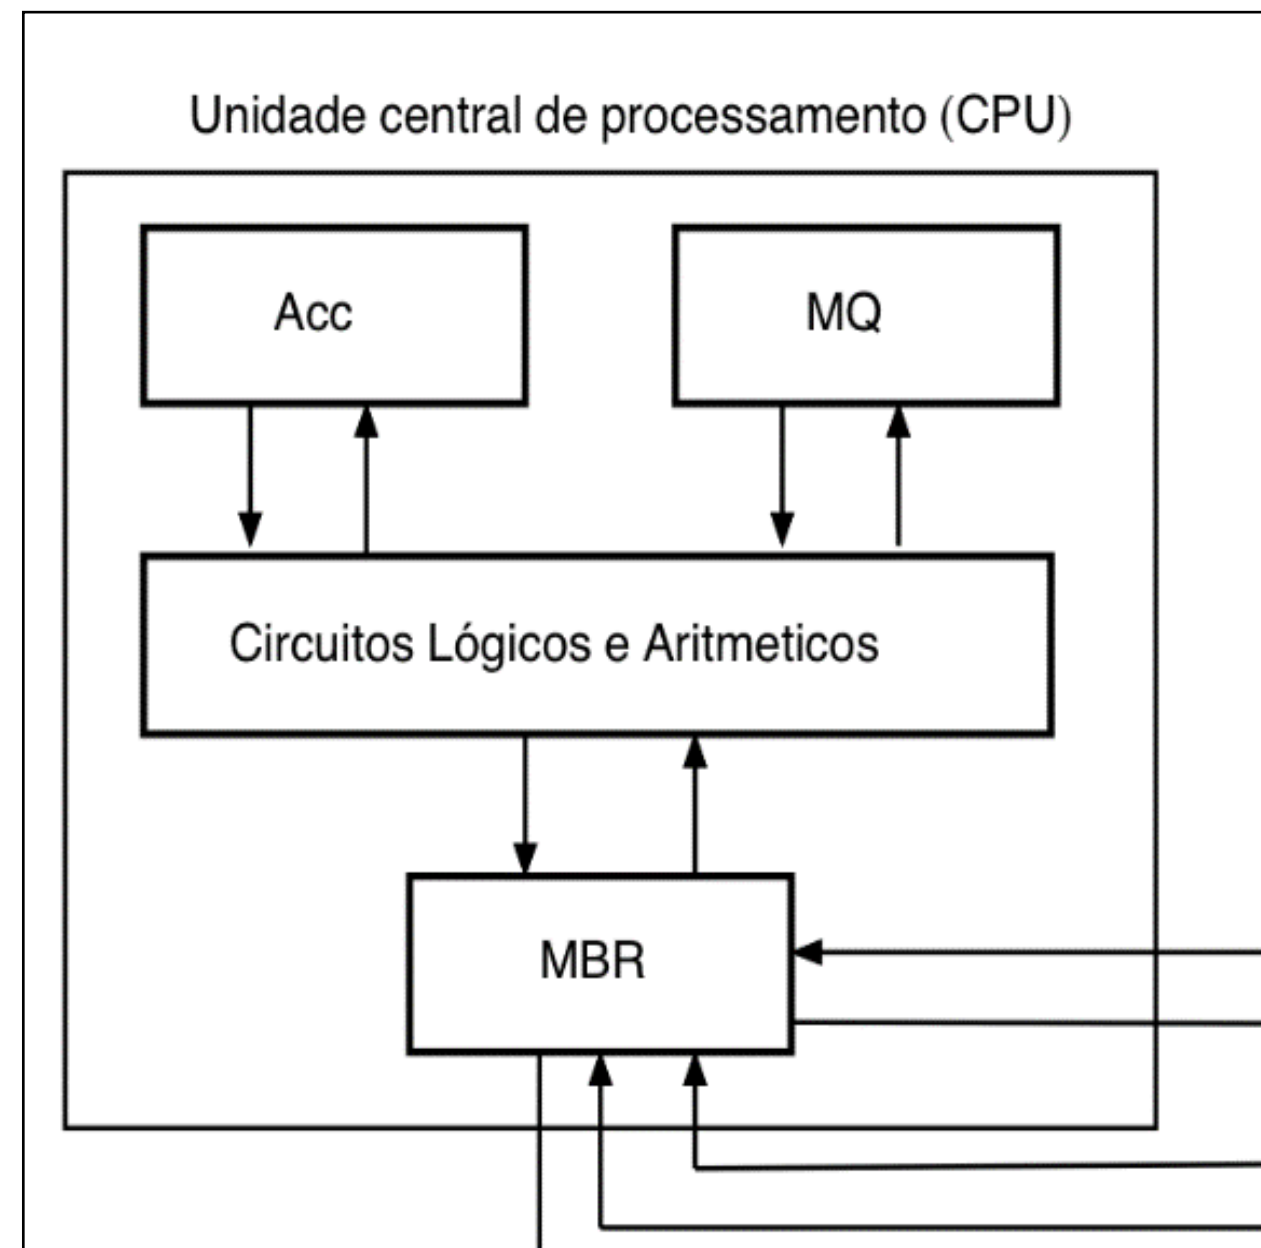 Unidade central de processamento (CPU)
Acc
MQ
Circuitos Lógicos e Aritmeticos
MBR